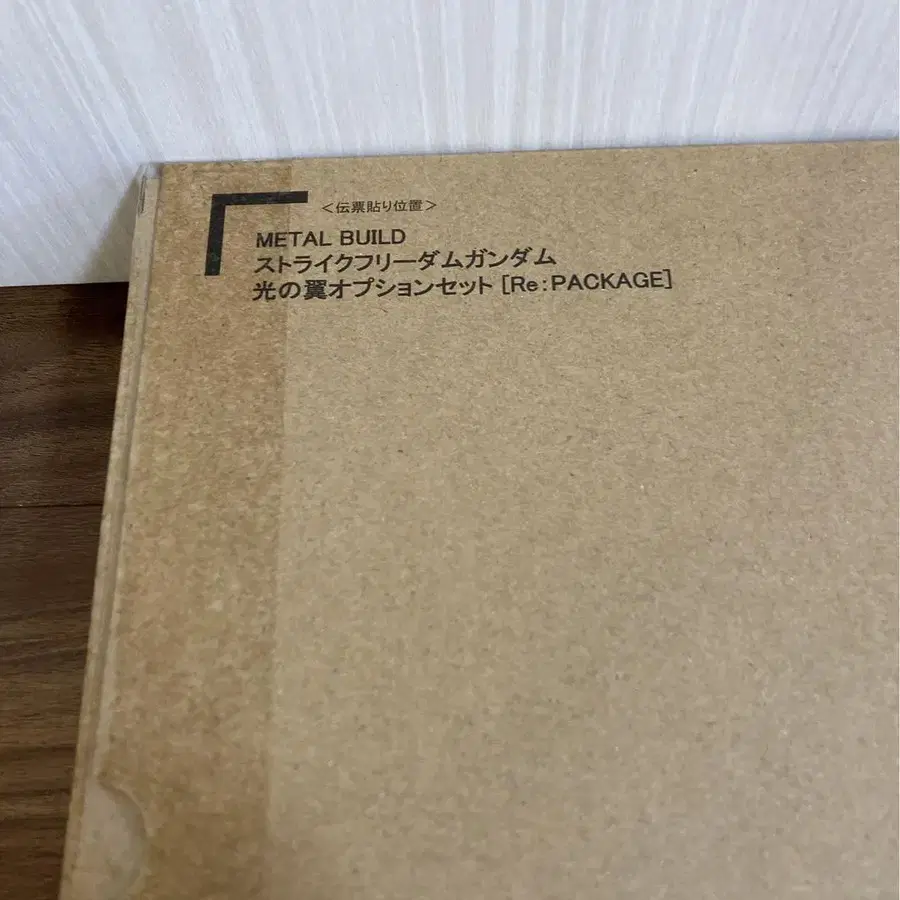 ＜伝票貼り位置＞
METAL BUILD
ストライクフリーダムガンダム
光の翼オプションセット [Re:PACKAGE]